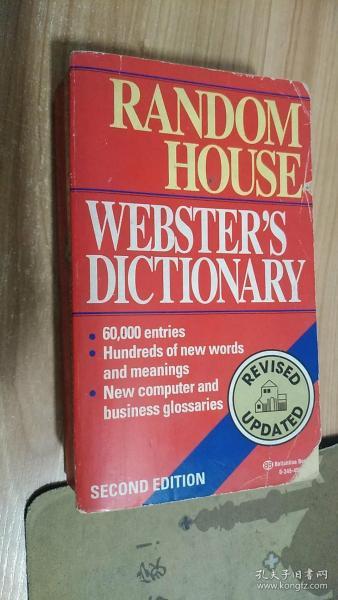 RANDOM
HOUSE
WEBSTER'S
DICTIONARY
• 60,000 entries
• Hundreds of new words
and meanings
• New computer and
business glossaries
REVISED
UPDATED
Ballantine
SECOND EDITION
孔夫子旧书网
kongfz.com